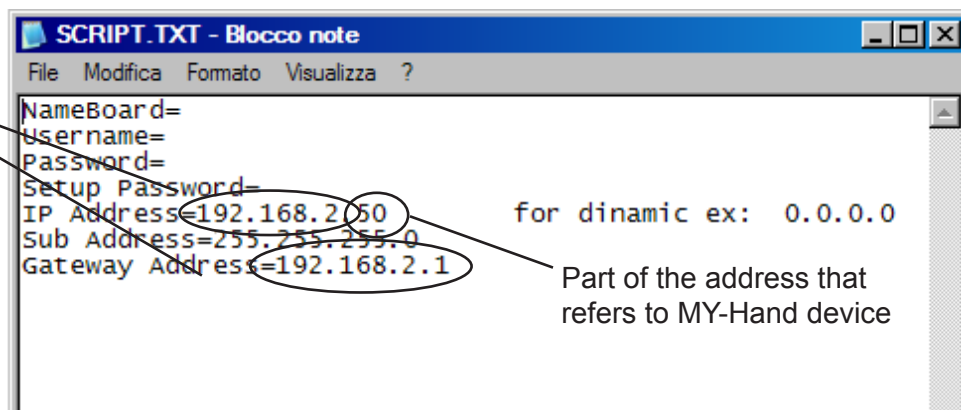 SCRIPT.TXT - Blocco note
File Modifica Formato Visualizza ?
NameBoard=
Username=
Password=
Setup Password=
IP Address=192.168.2.50 for dinamic ex: 0.0.0.0
Sub Address=255.255.255.0
Gateway Address=192.168.2.1
Part of the address that
refers to MY-Hand device